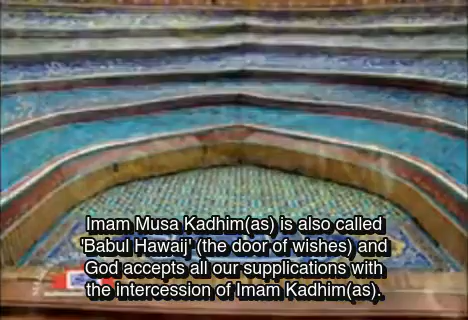 Imam Musa Kadhim(as) is also called
'Babul Hawaij' (the door of wishes) and
God accepts all our supplications with
the intercession of Imam Kadhim(as).